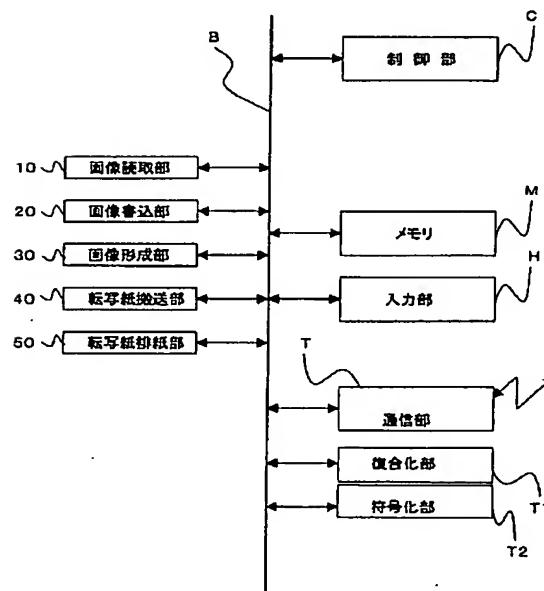 C
B
制御部
10 画像読取部
20 画像書込部
30 画像形成部
40 転写紙搬送部
50 転写紙排紙部
M
メモリ
H
入力部
T
通信部
復合化部
T1
符号化部
T2